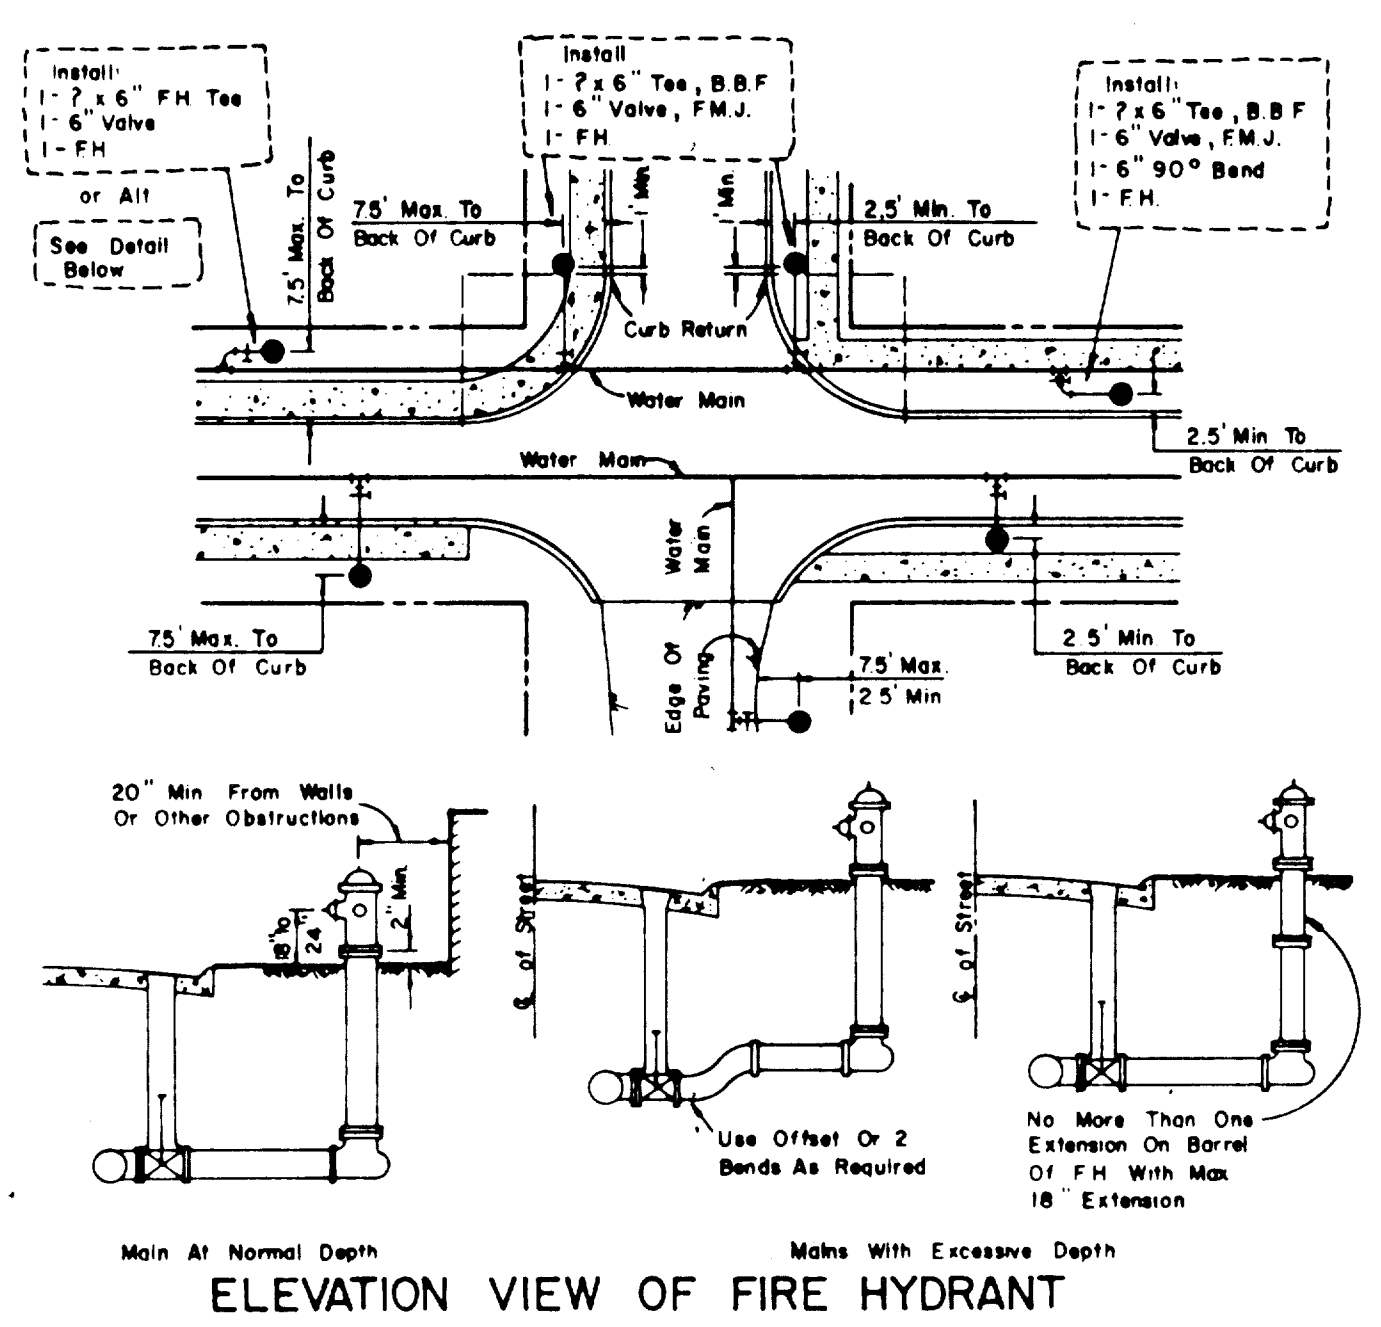 Install:
1- ? x 6" F.H. Tee
1- 6" Valve
1- F.H.
or Alt
See Detail
Below
7.5' Max. To
Back Of Curb
Install
1- ? x 6" Tee, B.B.F
1- 6" Valve, F.M.J.
1- F.H.
7.5' Max. To
Back Of Curb
1' Min.
1' Min.
2.5' Min. To
Back Of Curb
Install:
1- ? x 6" Tee, B.B F
1- 6" Valve, F.M.J.
1- 6" 90° Bend
1- F.H.
Curb Return
Water Main
2.5' Min To
Back Of Curb
Water Main
Water
Main
7.5' Max. To
Back Of Curb
2.5' Min To
Back Of Curb
Edge Of
Paving
7.5' Max.
2.5' Min
20" Min From Walls
Or Other Obstructions
18" to
24"
2" Min.
℄ of Street
℄ of Street
Use Offset Or 2
Bends As Required
No More Than One
Extension On Barrel
Of F H With Max
18" Extension
Main At Normal Depth
Mains With Excessive Depth
ELEVATION VIEW OF FIRE HYDRANT